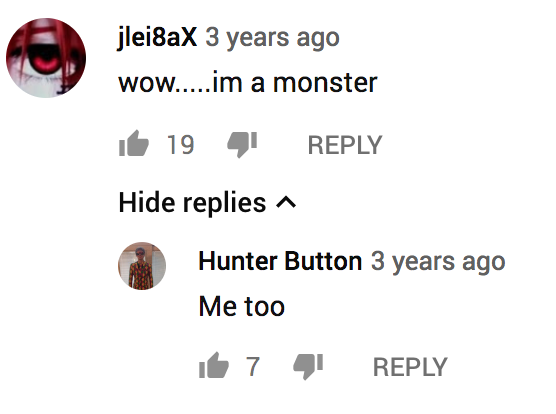 jlei8aX 3 years ago
wow.....im a monster
19 REPLY
Hide replies
Hunter Button 3 years ago
Me too
7 REPLY